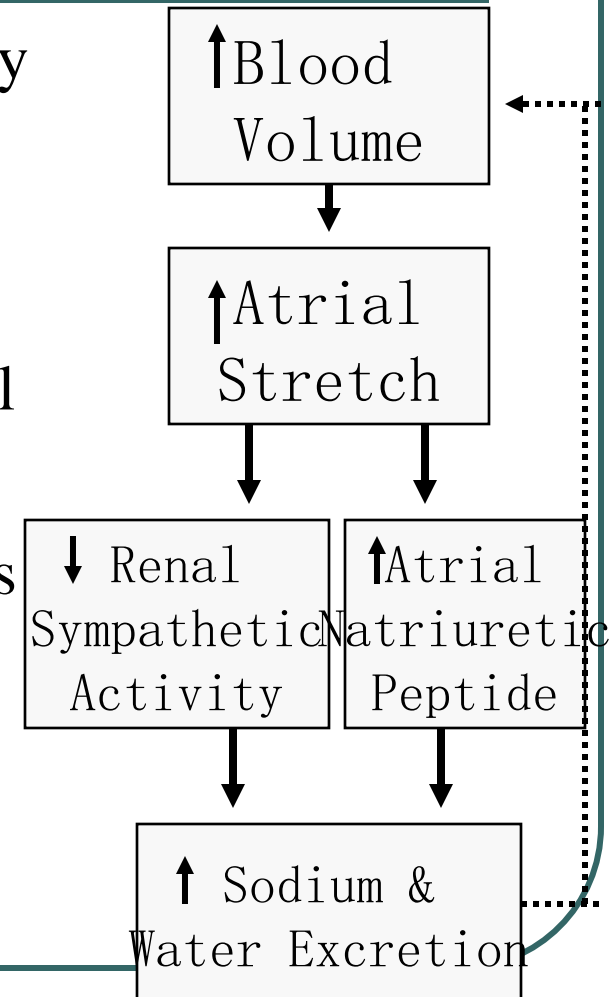 y
Blood
Volume
Atrial
Stretch
l
s
Renal
Sympathetic
Activity
Atrial
Natriuretic
Peptide
Sodium &
Water Excretion